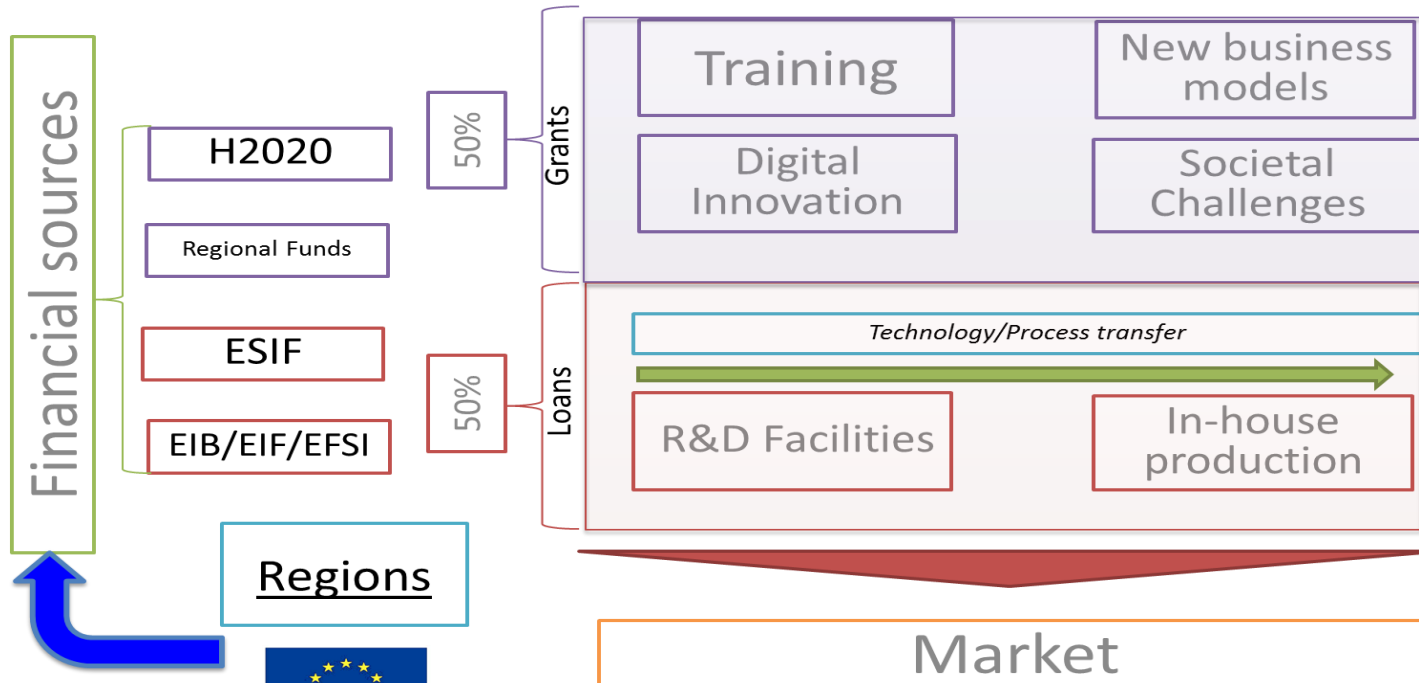 Financial sources
H2020
Regional Funds
ESIF
EIB/EIF/EFSI
50%
50%
Grants
Loans
Training
New business
models
Digital
Innovation
Societal
Challenges
Technology/Process transfer
R&D Facilities
In-house
production
Regions
Market